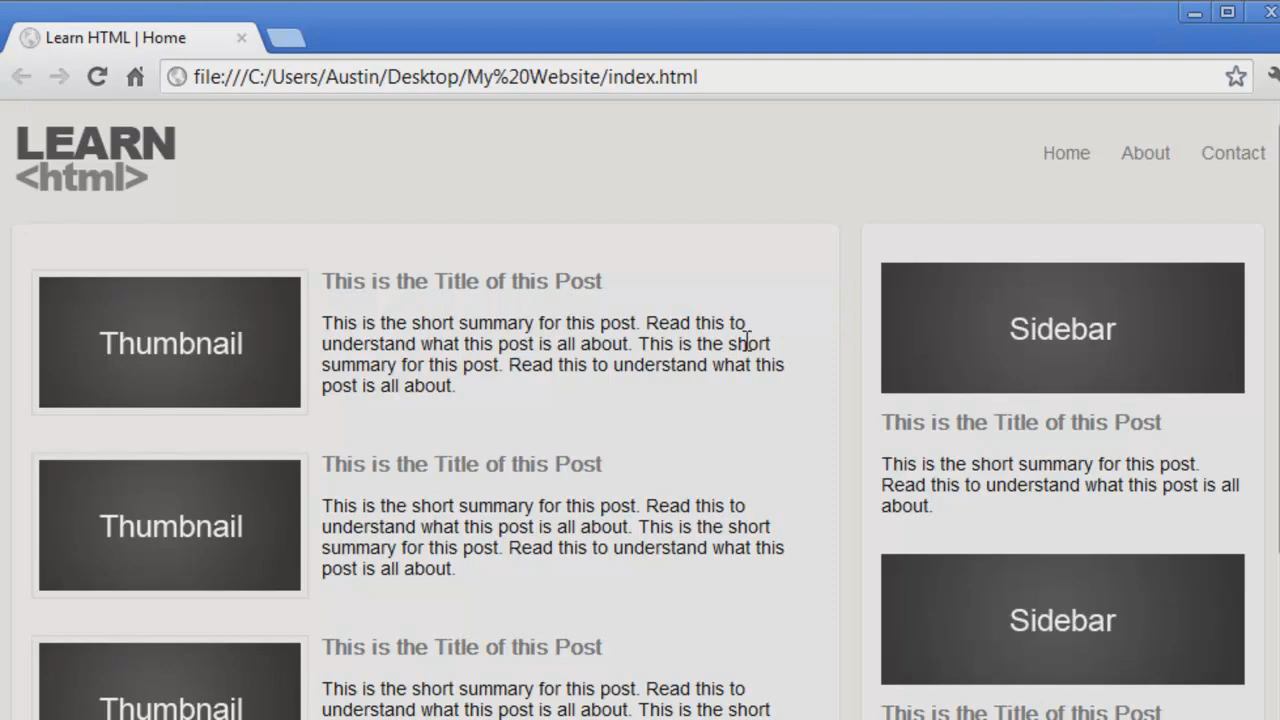 Learn HTML | Home
file:///C:/Users/Austin/Desktop/My%20Website/index.html
LEARN
<html>
Home About Contact
Thumbnail
This is the Title of this Post
This is the short summary for this post. Read this to
understand what this post is all about. This is the short
summary for this post. Read this to understand what this
post is all about.
Thumbnail
This is the Title of this Post
This is the short summary for this post. Read this to
understand what this post is all about. This is the short
summary for this post. Read this to understand what this
post is all about.
Thumbnail
This is the Title of this Post
This is the short summary for this post. Read this to
understand what this post is all about. This is the short
Sidebar
This is the Title of this Post
This is the short summary for this post.
Read this to understand what this post is all
about.
Sidebar
This is the Title of this Post